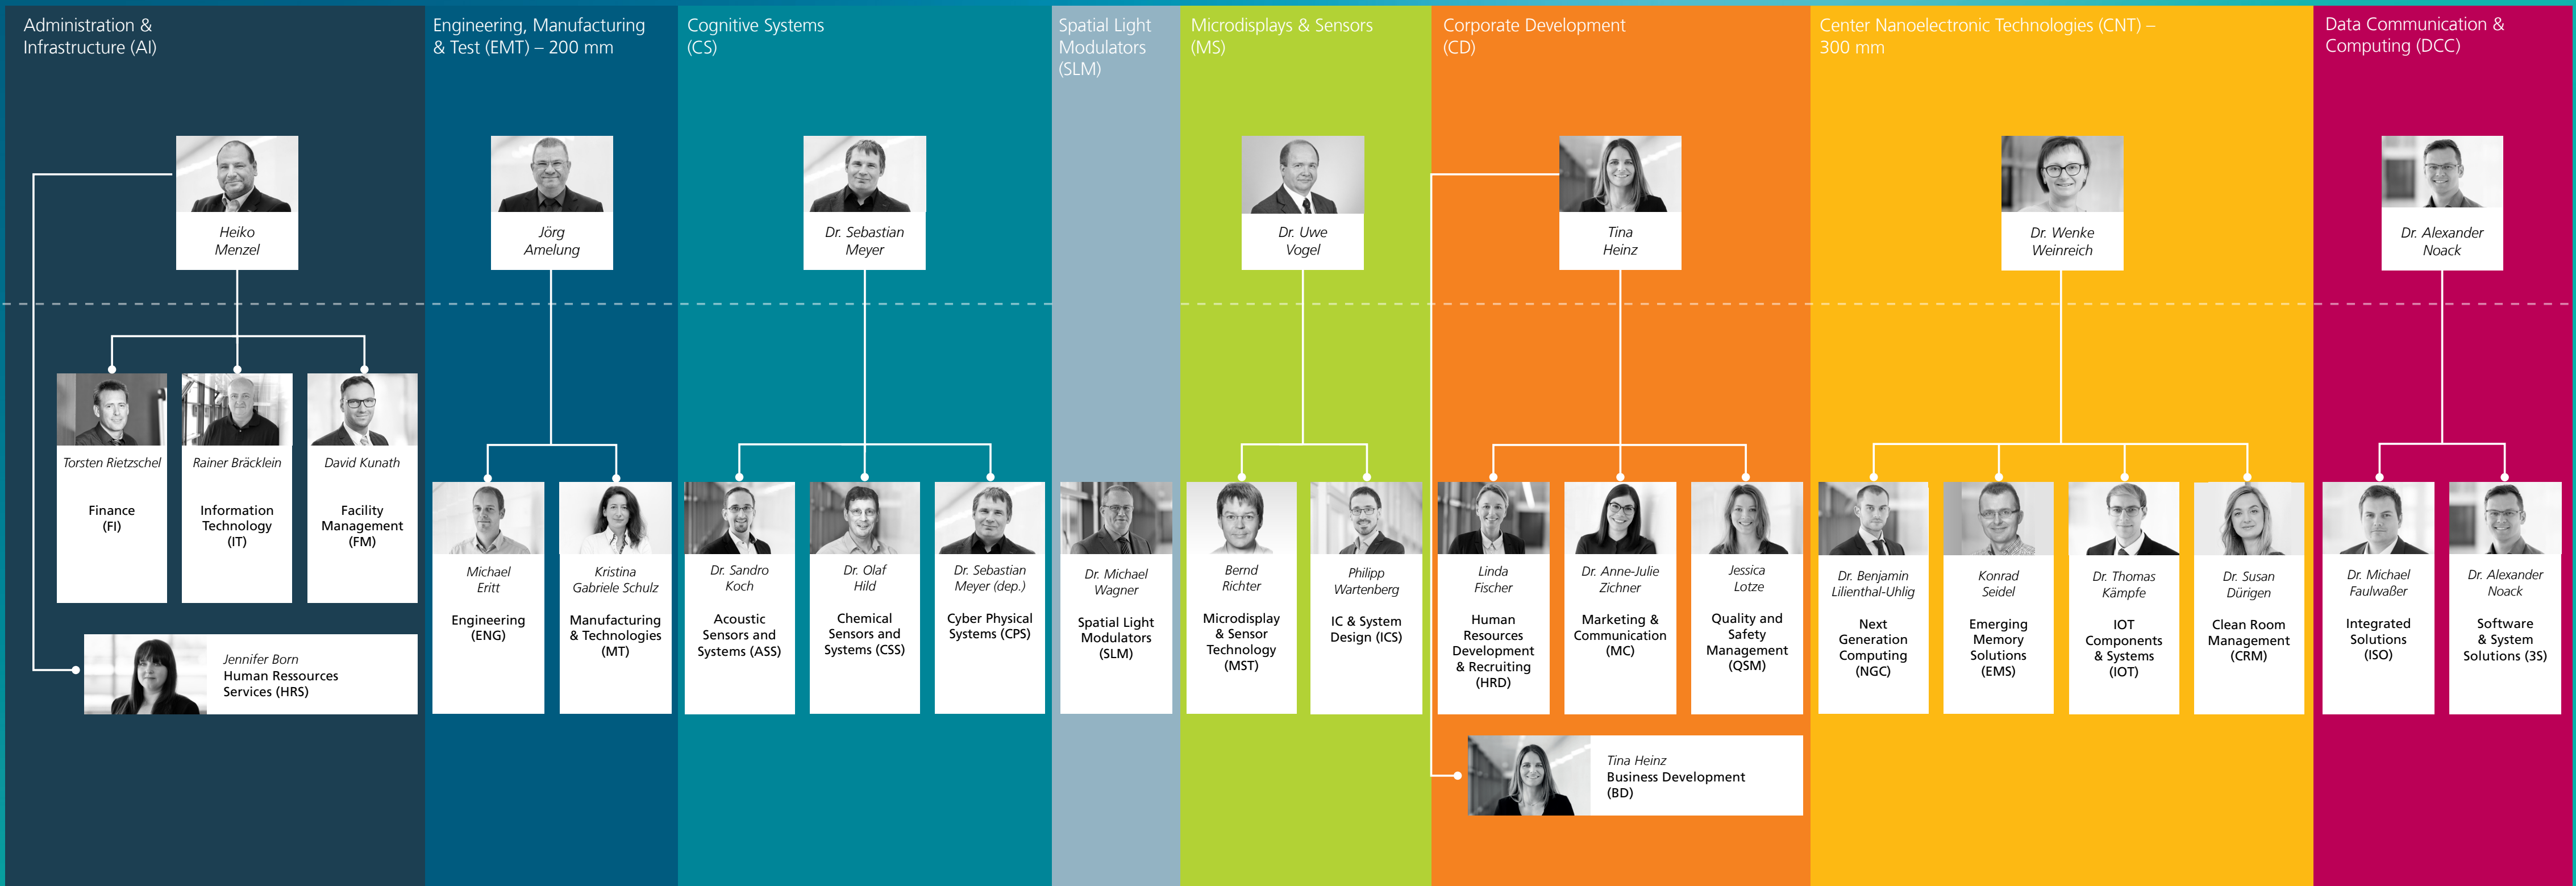 Administration &
Infrastructure (AI)
Heiko
Menzel
Torsten Rietzschel
Finance
(FI)
Rainer Bräcklein
Information
Technology
(IT)
David Kunath
Facility
Management
(FM)
Jennifer Born
Human Ressources
Services (HRS)
Engineering, Manufacturing
& Test (EMT) – 200 mm
Jörg
Amelung
Michael
Eritt
Engineering
(ENG)
Kristina
Gabriele Schulz
Manufacturing
& Technologies
(MT)
Cognitive Systems
(CS)
Dr. Sebastian
Meyer
Dr. Sandro
Koch
Acoustic
Sensors and
Systems (ASS)
Dr. Olaf
Hild
Chemical
Sensors and
Systems (CSS)
Dr. Sebastian
Meyer (dep.)
Cyber Physical
Systems (CPS)
Spatial Light
Modulators
(SLM)
Dr. Michael
Wagner
Spatial Light
Modulators
(SLM)
Microdisplays & Sensors
(MS)
Dr. Uwe
Vogel
Bernd
Richter
Microdisplay
& Sensor
Technology
(MST)
Philipp
Wartenberg
IC & System
Design (ICS)
Corporate Development
(CD)
Tina
Heinz
Linda
Fischer
Human
Resources
Development
& Recruiting
(HRD)
Dr. Anne-Julie
Zichner
Marketing &
Communication
(MC)
Jessica
Lotze
Quality and
Safety
Management
(QSM)
Tina Heinz
Business Development
(BD)
Center Nanoelectronic Technologies (CNT) –
300 mm
Dr. Wenke
Weinreich
Dr. Benjamin
Lilienthal-Uhlig
Next
Generation
Computing
(NGC)
Konrad
Seidel
Emerging
Memory
Solutions
(EMS)
Dr. Thomas
Kämpfe
IOT
Components
& Systems
(IOT)
Dr. Susan
Dürigen
Clean Room
Management
(CRM)
Data Communication &
Computing (DCC)
Dr. Alexander
Noack
Dr. Michael
Faulwaßer
Integrated
Solutions
(ISO)
Dr. Alexander
Noack
Software
& System
Solutions (3S)